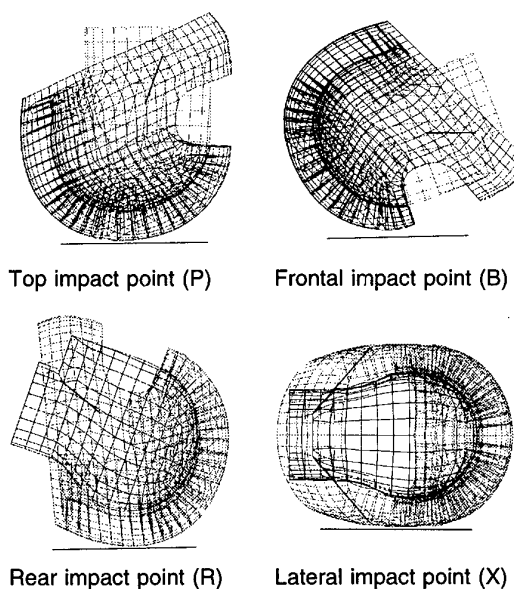 Top impact point (P)
Frontal impact point (B)
Rear impact point (R)
Lateral impact point (X)